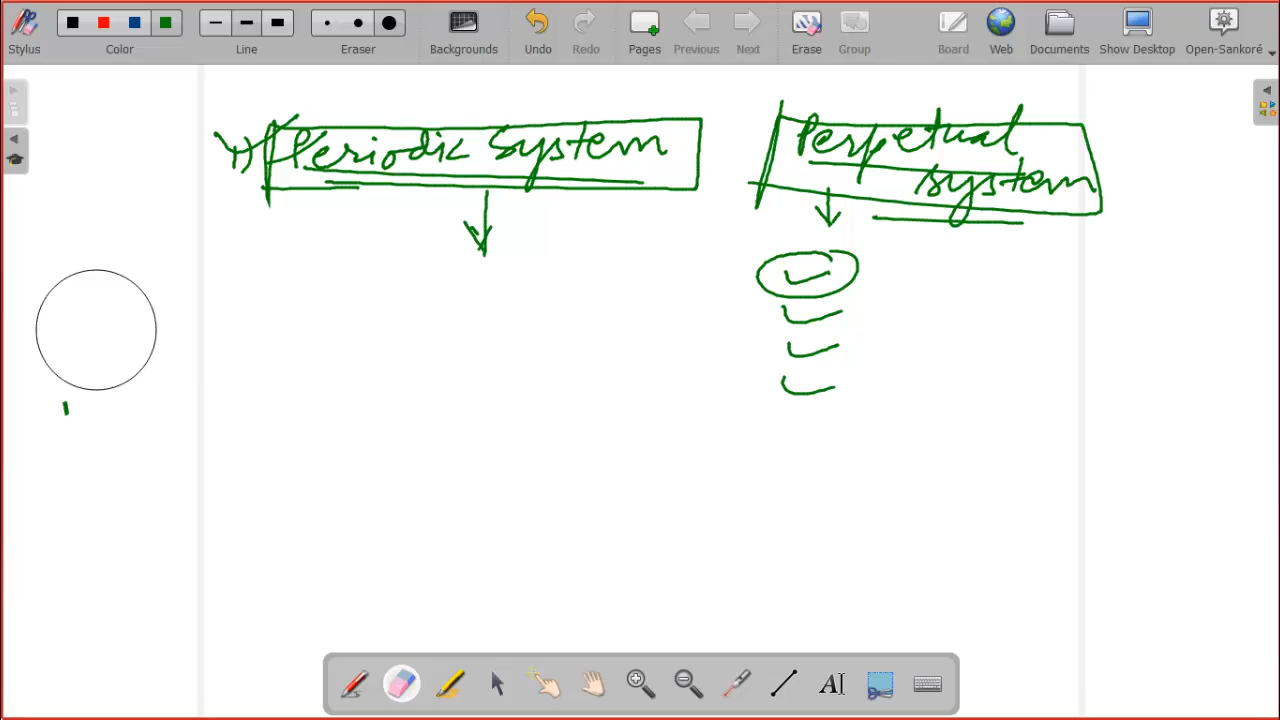 Stylus
Color
Line
Eraser
Backgrounds
Undo
Redo
Pages
Previous
Next
Erase
Group
Board
Web
Documents
Show Desktop
Open-Sankoré
Periodic System
Perpetual
system
AI